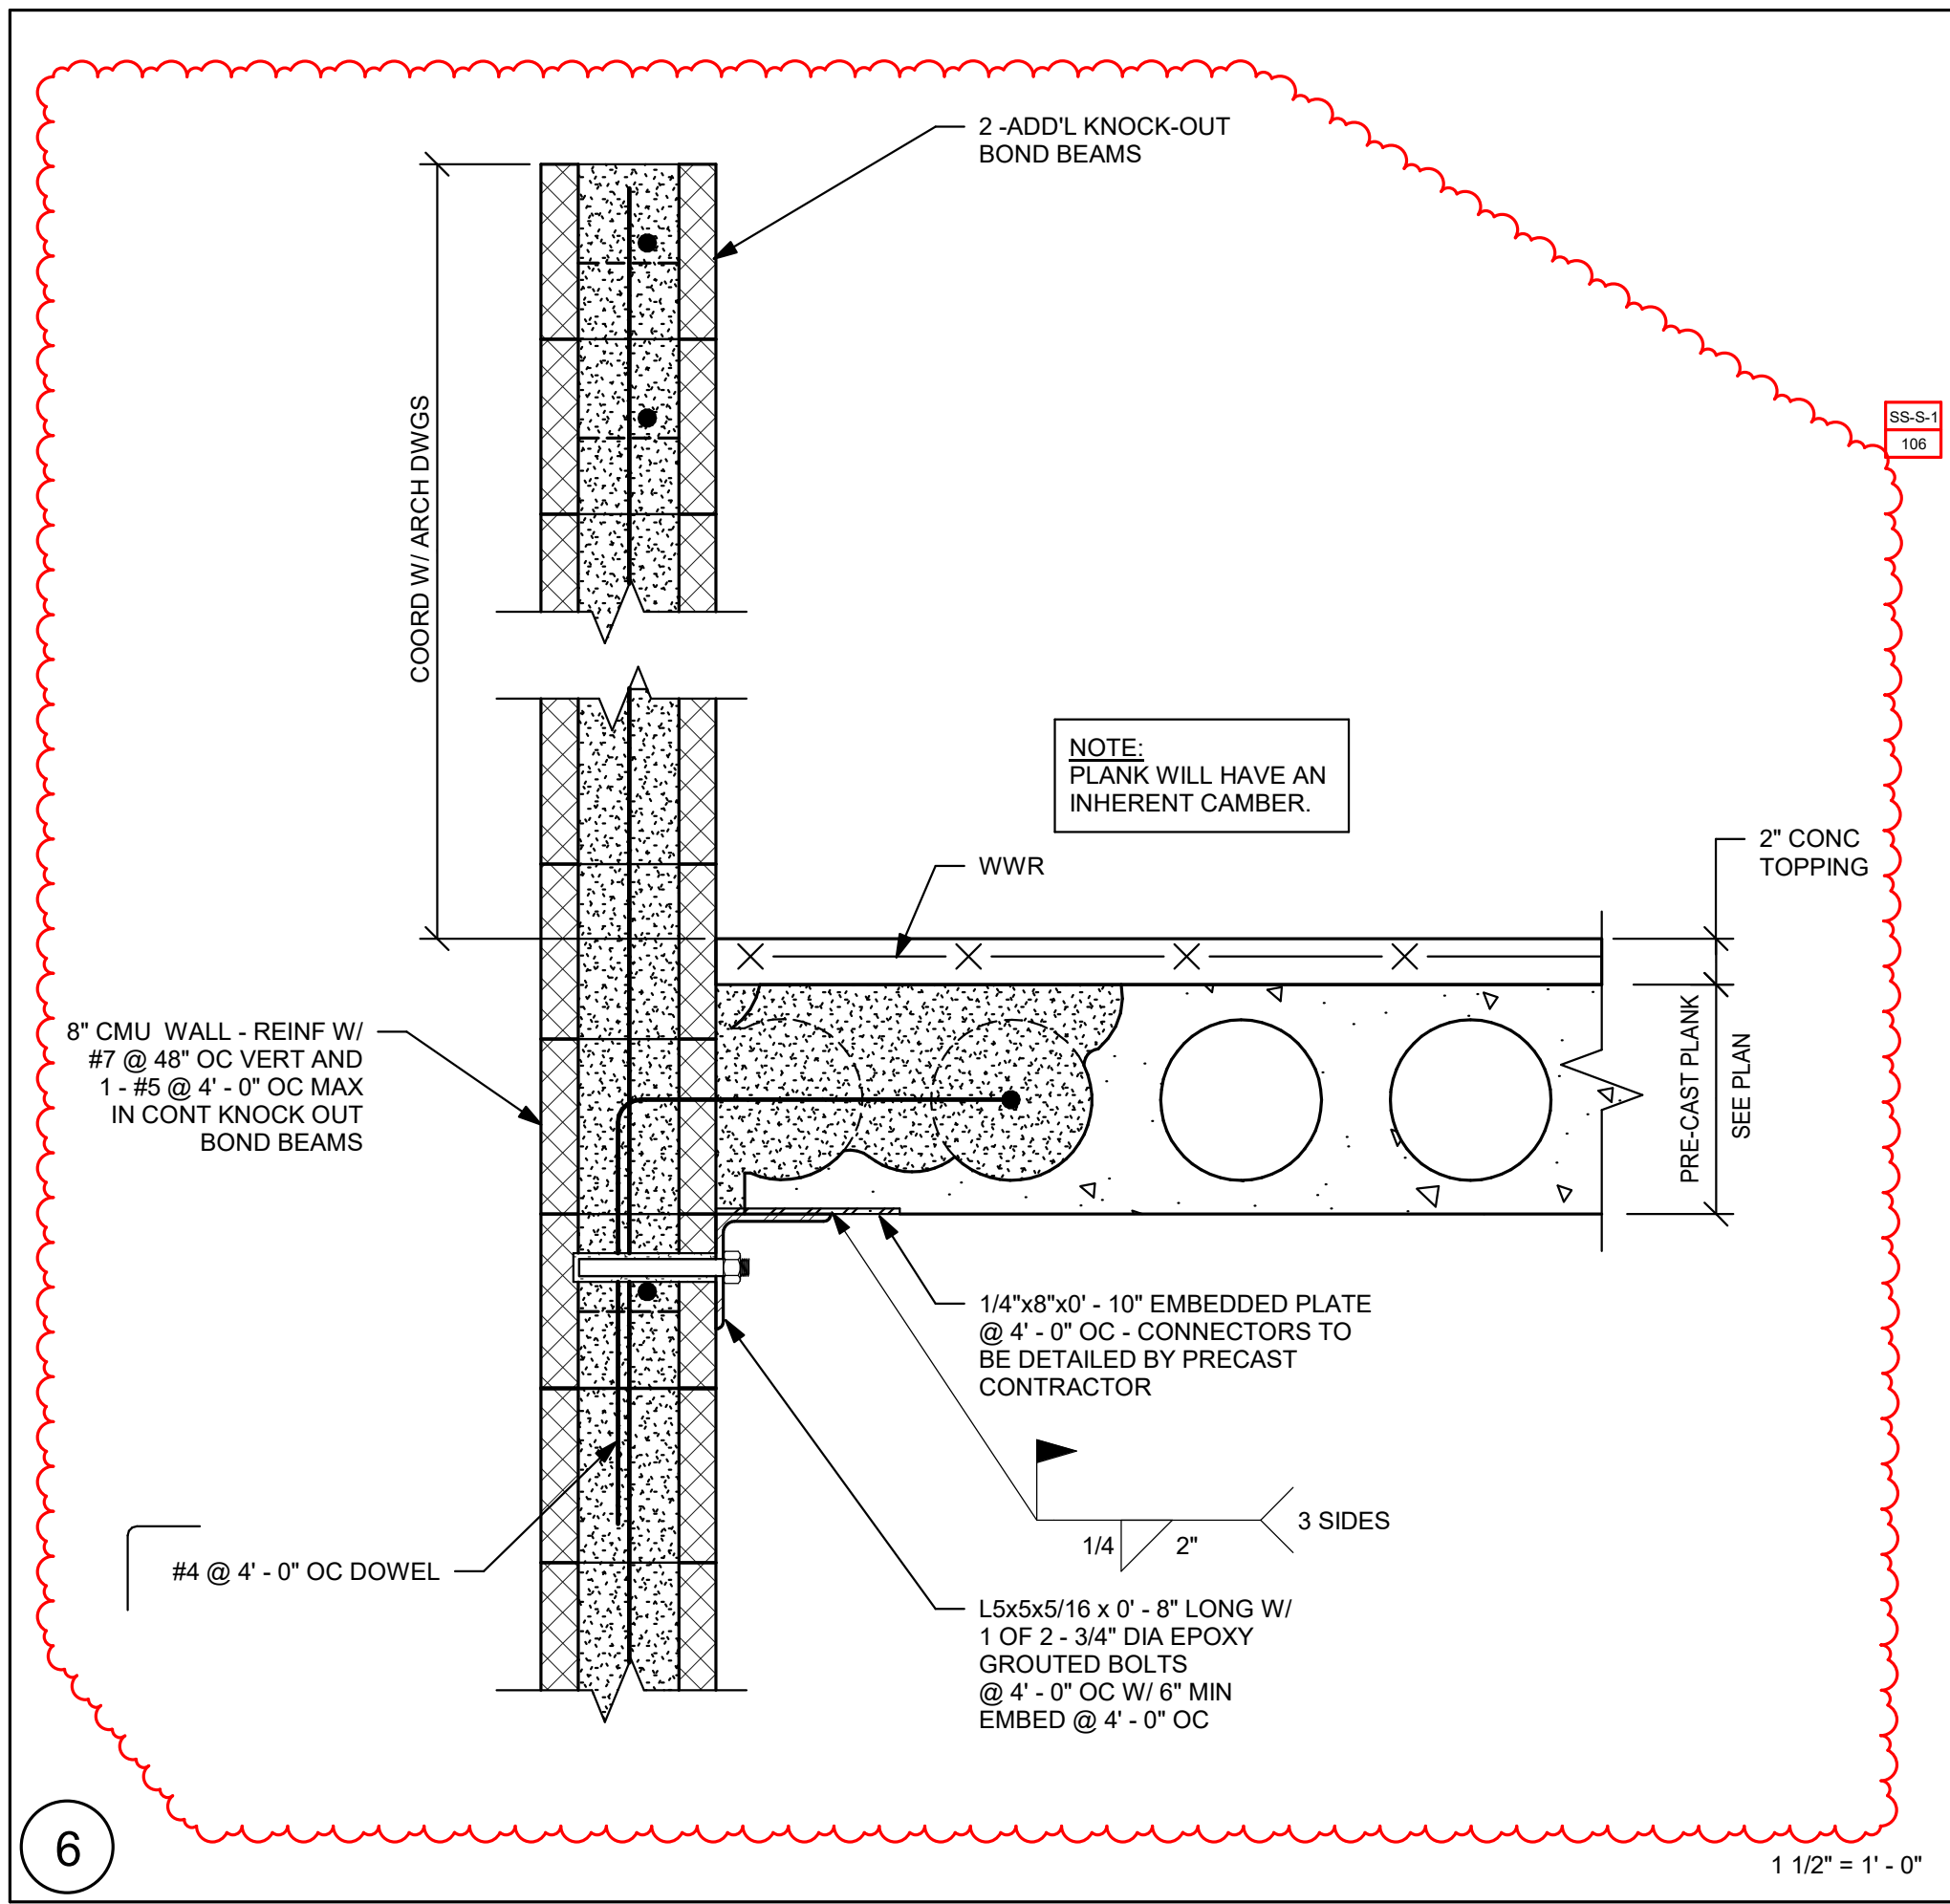 2 -ADD'L KNOCK-OUT
BOND BEAMS
COORD W/ ARCH DWGS
SS-S-1
106
NOTE:
PLANK WILL HAVE AN
INHERENT CAMBER.
WWR
2" CONC
TOPPING
8" CMU  WALL - REINF W/
#7 @ 48" OC VERT AND
1 - #5 @ 4' - 0" OC MAX
IN CONT KNOCK OUT
BOND BEAMS
PRE-CAST PLANK
SEE PLAN
1/4"x8"x0' - 10" EMBEDDED PLATE
@ 4' - 0" OC - CONNECTORS TO
BE DETAILED BY PRECAST
CONTRACTOR
3 SIDES
1/4 2"
#4 @ 4' - 0" OC DOWEL
L5x5x5/16 x 0' - 8" LONG W/
1 OF 2 - 3/4" DIA EPOXY
GROUTED BOLTS
@ 4' - 0" OC W/ 6" MIN
EMBED @ 4' - 0" OC
6
1 1/2" = 1' - 0"